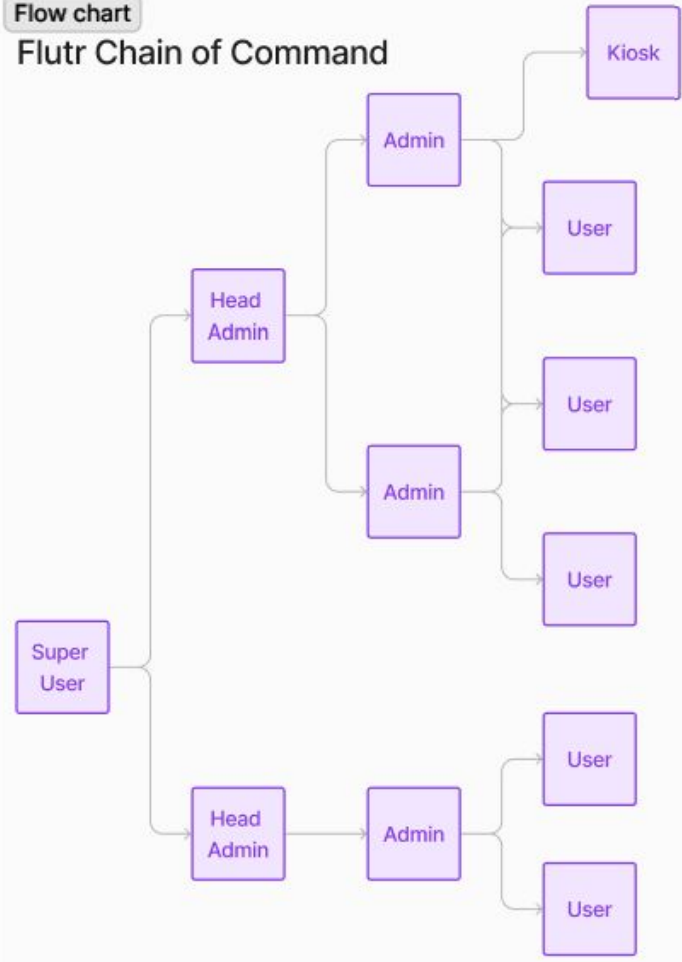 Flow chart
Flutr Chain of Command
Kiosk
Admin
User
Head
Admin
User
Admin
User
Super
User
User
Head
Admin
Admin
User